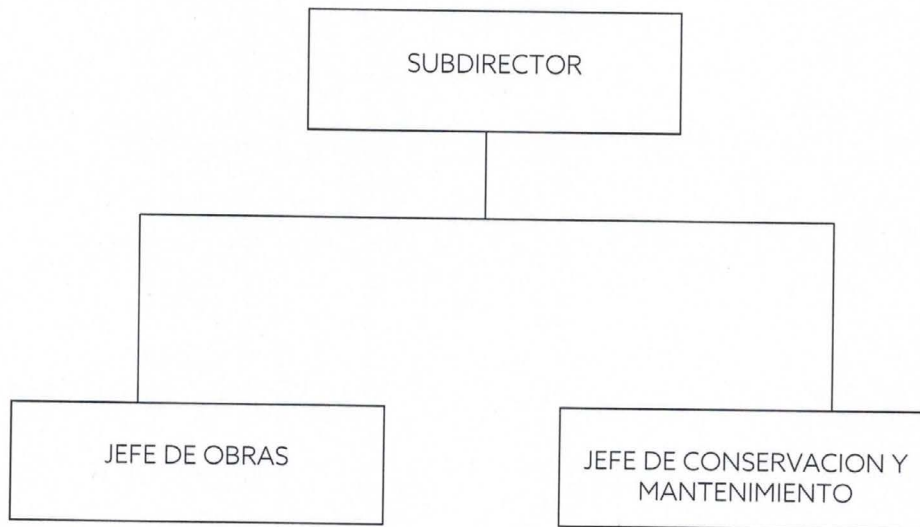 SUBDIRECTOR
JEFE DE OBRAS
JEFE DE CONSERVACION Y
MANTENIMIENTO